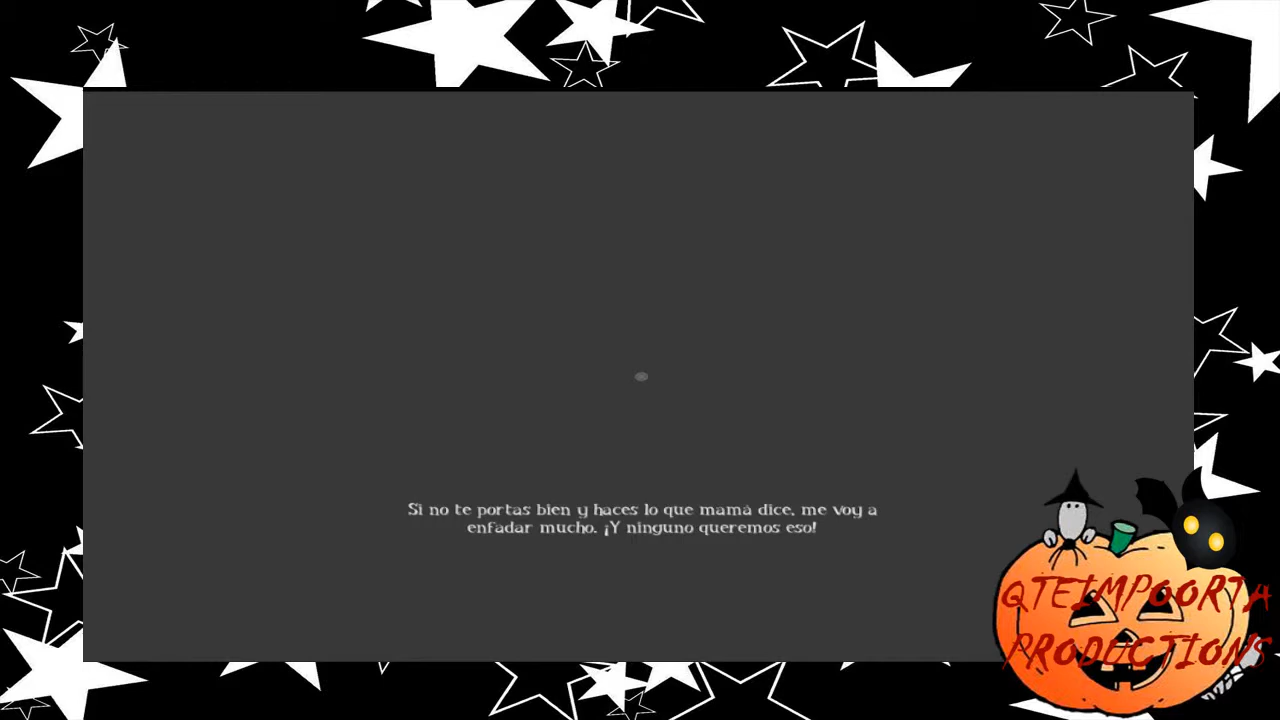 Si no te portas bien y haces lo que mamá dice, me voy a
enfadar mucho. ¡Y ninguno queremos eso!
QTEIMPOORTA
PRODUCTIONS